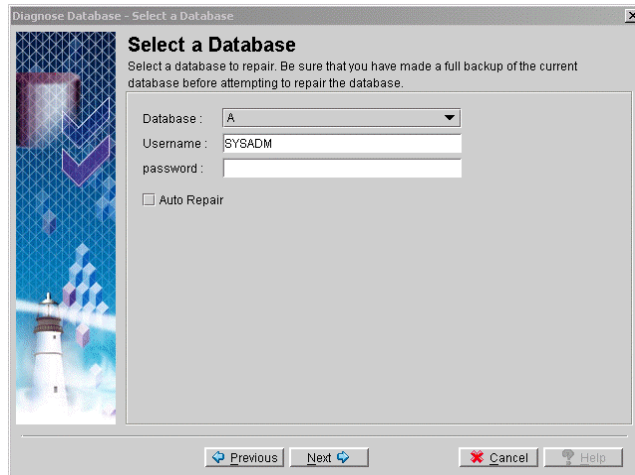 Diagnose Database - Select a Database
Select a Database
Select a database to repair. Be sure that you have made a full backup of the current
database before attempting to repair the database.
Database : A
Username : SYSADM
password :
Auto Repair
Previous Next Cancel Help